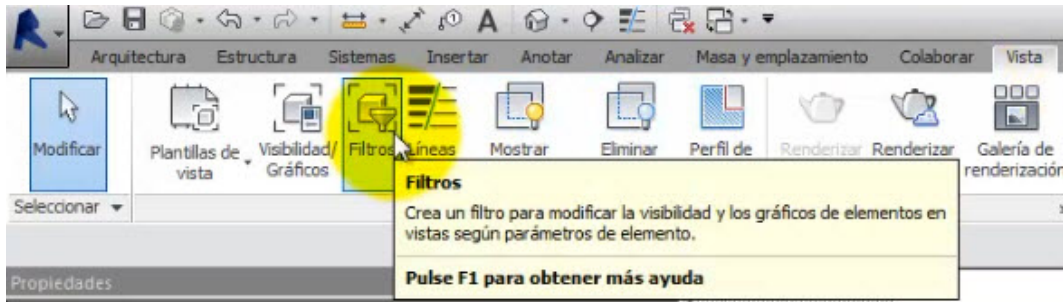 Arquitectura Estructura Sistemas Insertar Anotar Analizar Masa y emplazamiento Colaborar Vista
Modificar Plantillas de vista Visibilidad/ Gráficos Filtros Líneas Mostrar Eliminar Perfil de Renderizar Renderizar Galería de renderización
Seleccionar
Filtros
Crea un filtro para modificar la visibilidad y los gráficos de elementos en
vistas según parámetros de elemento.
Pulse F1 para obtener más ayuda
Propiedades